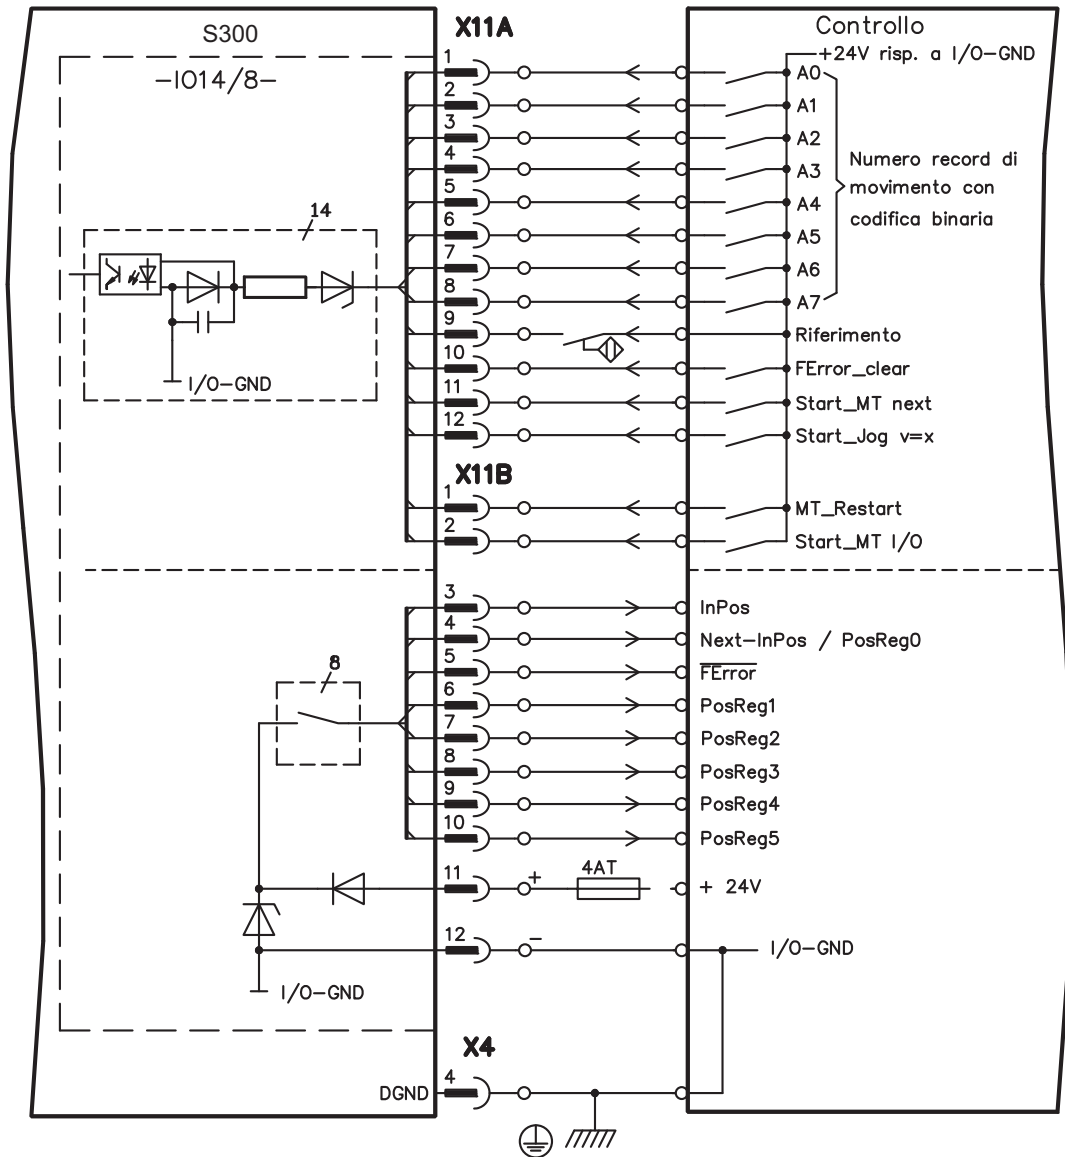 S300
X11A
Controllo
-IO14/8-
+24V risp. a I/O-GND
1
A0
2
A1
3
A2
4
A3
5
A4
6
A5
7
A6
8
A7
Numero record di
movimento con
codifica binaria
14
I/O-GND
9
Riferimento
10
FError_clear
11
Start_MT next
12
Start_Jog v=x
X11B
1
MT_Restart
2
Start_MT I/O
3
InPos
4
Next-InPos / PosReg0
5
F̅E̅r̅r̅o̅r̅
8
6
PosReg1
7
PosReg2
8
PosReg3
9
PosReg4
10
PosReg5
11
+
4AT
+ 24V
12
-
I/O-GND
I/O-GND
X4
DGND
4